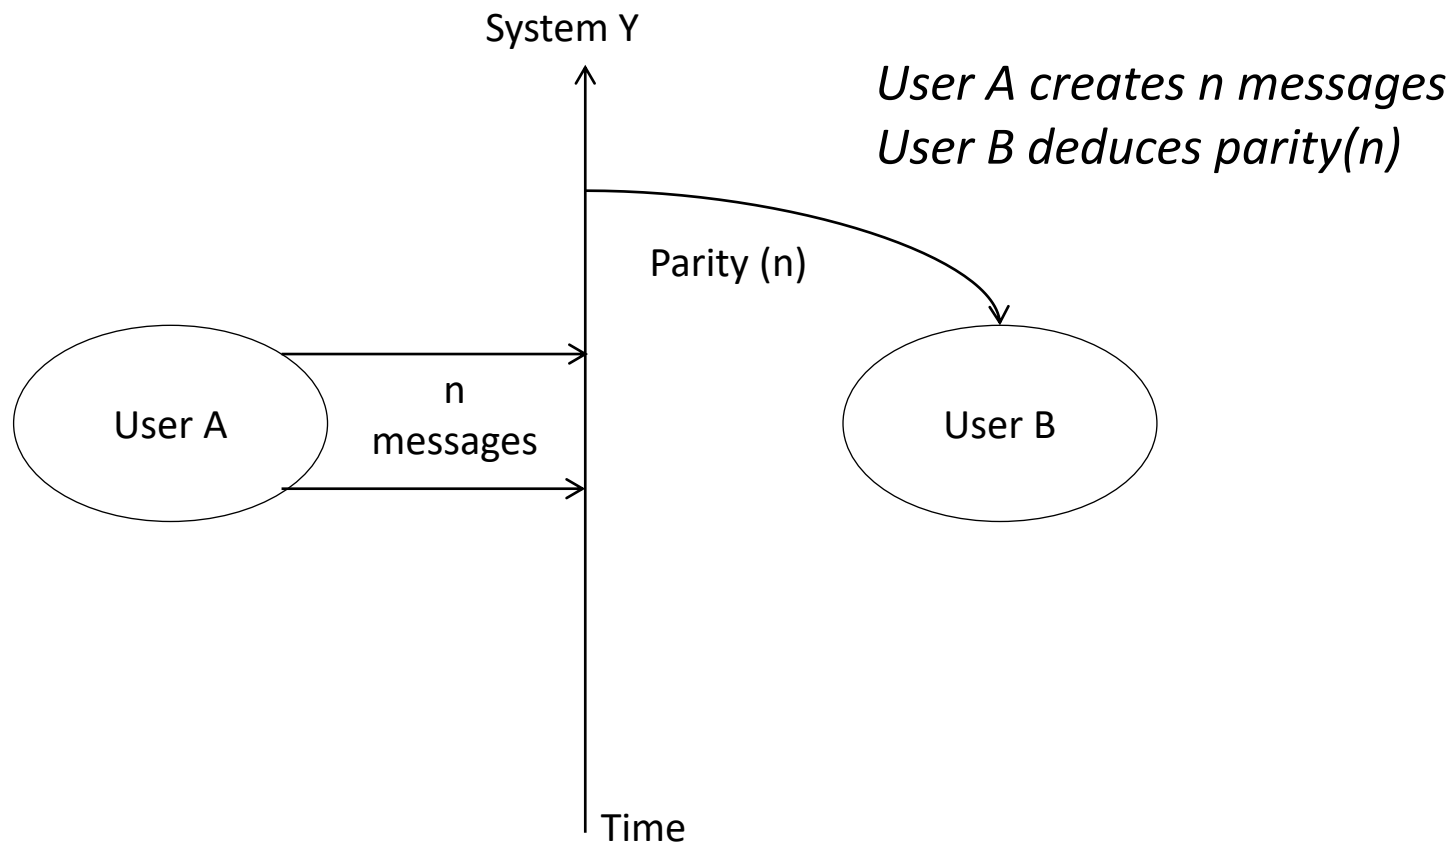 System Y
User A creates n messages
User B deduces parity(n)
Parity (n)
User A
n
messages
User B
Time